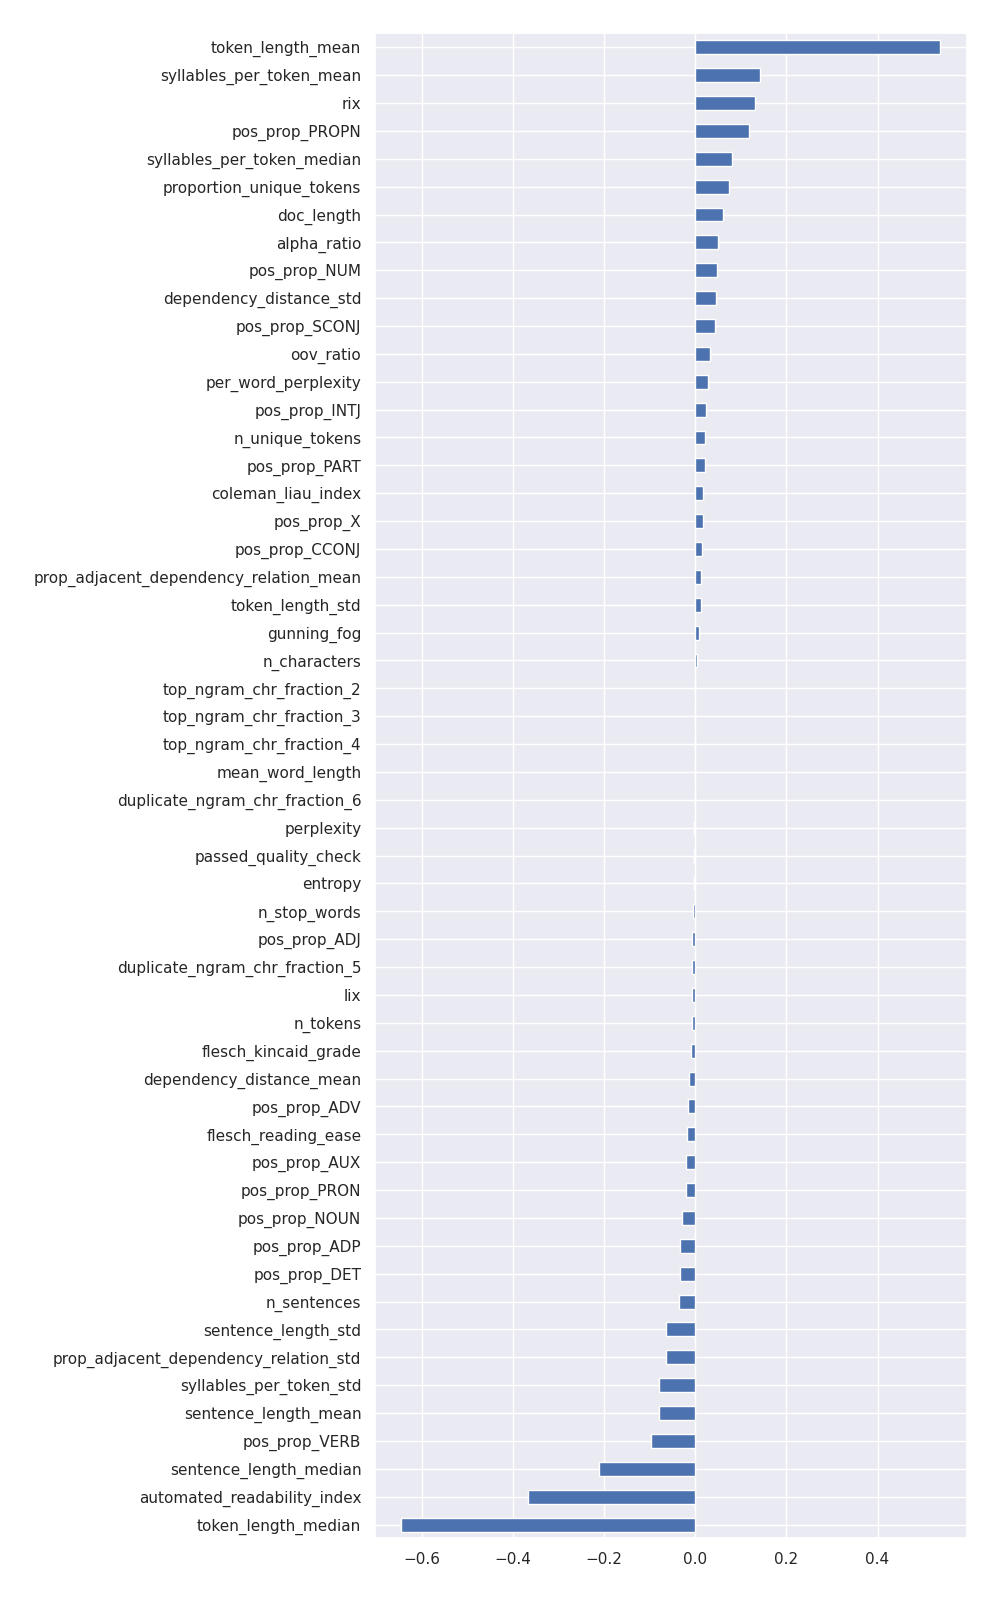 token_length_mean
syllables_per_token_mean
rix
pos_prop_PROPN
syllables_per_token_median
proportion_unique_tokens
doc_length
alpha_ratio
pos_prop_NUM
dependency_distance_std
pos_prop_SCONJ
oov_ratio
per_word_perplexity
pos_prop_INTJ
n_unique_tokens
pos_prop_PART
coleman_liau_index
pos_prop_X
pos_prop_CCONJ
prop_adjacent_dependency_relation_mean
token_length_std
gunning_fog
n_characters
top_ngram_chr_fraction_2
top_ngram_chr_fraction_3
top_ngram_chr_fraction_4
mean_word_length
duplicate_ngram_chr_fraction_6
perplexity
passed_quality_check
entropy
n_stop_words
pos_prop_ADJ
duplicate_ngram_chr_fraction_5
lix
n_tokens
flesch_kincaid_grade
dependency_distance_mean
pos_prop_ADV
flesch_reading_ease
pos_prop_AUX
pos_prop_PRON
pos_prop_NOUN
pos_prop_ADP
pos_prop_DET
n_sentences
sentence_length_std
prop_adjacent_dependency_relation_std
syllables_per_token_std
sentence_length_mean
pos_prop_VERB
sentence_length_median
automated_readability_index
token_length_median
−0.6 −0.4 −0.2 0.0 0.2 0.4